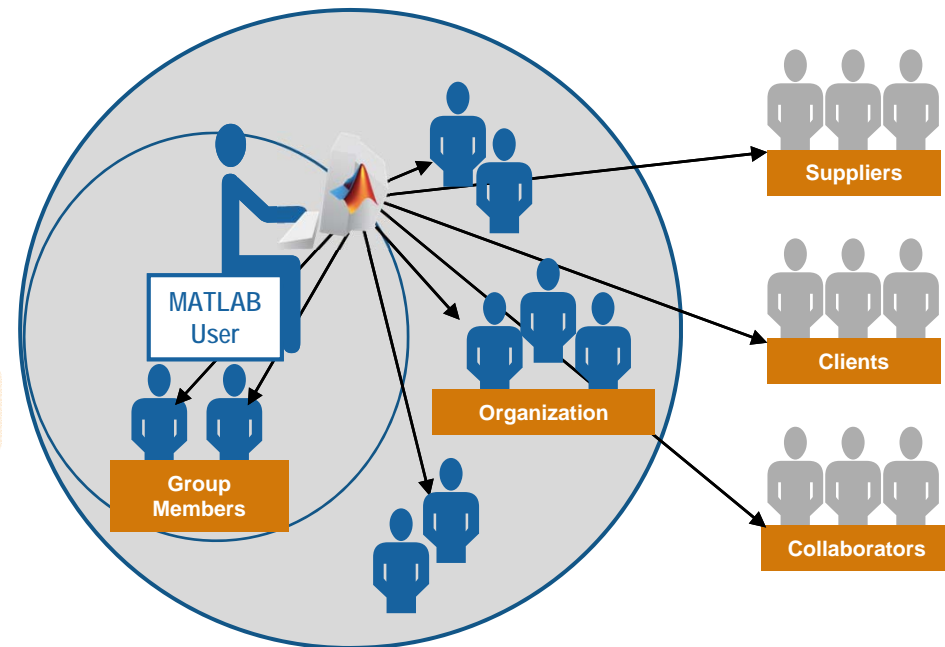 Suppliers
MATLAB
User
Clients
Organization
Group
Members
Collaborators